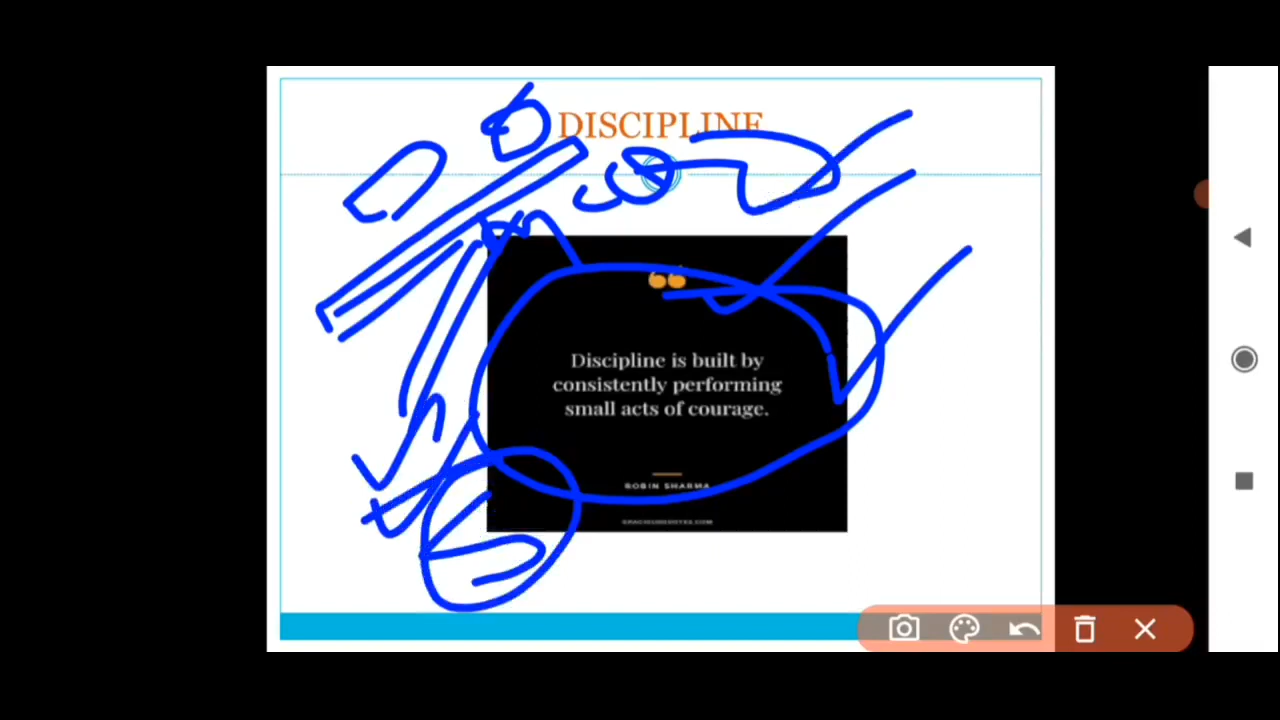 DISCIPLINE
Discipline is built by
consistently performing
small acts of courage.
ROBIN SHARMA